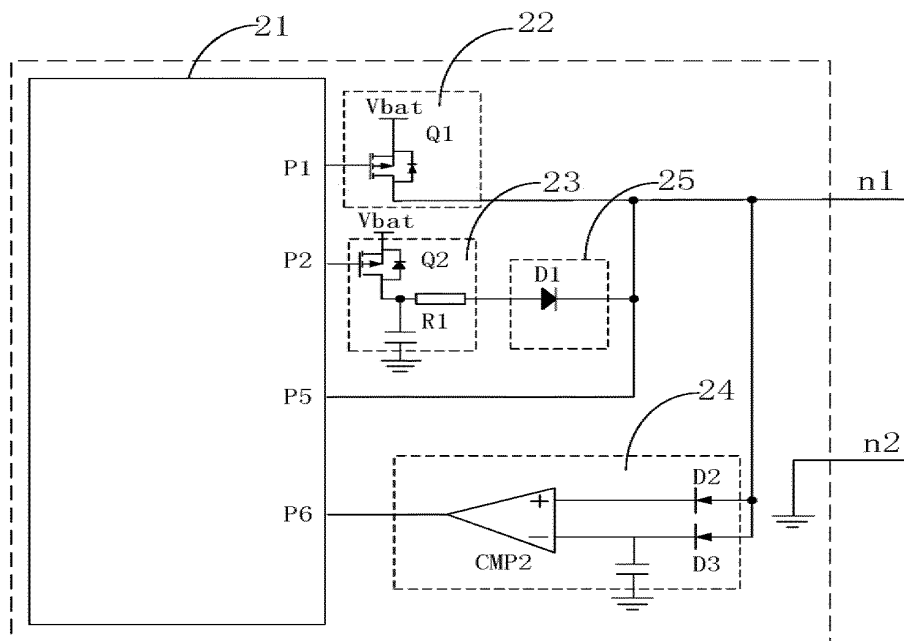 21
22
Vbat
Q1
P1
n1
23
25
Vbat
P2
Q2
D1
R1
P5
24
n2
D2
+
P6
−
CMP2
D3